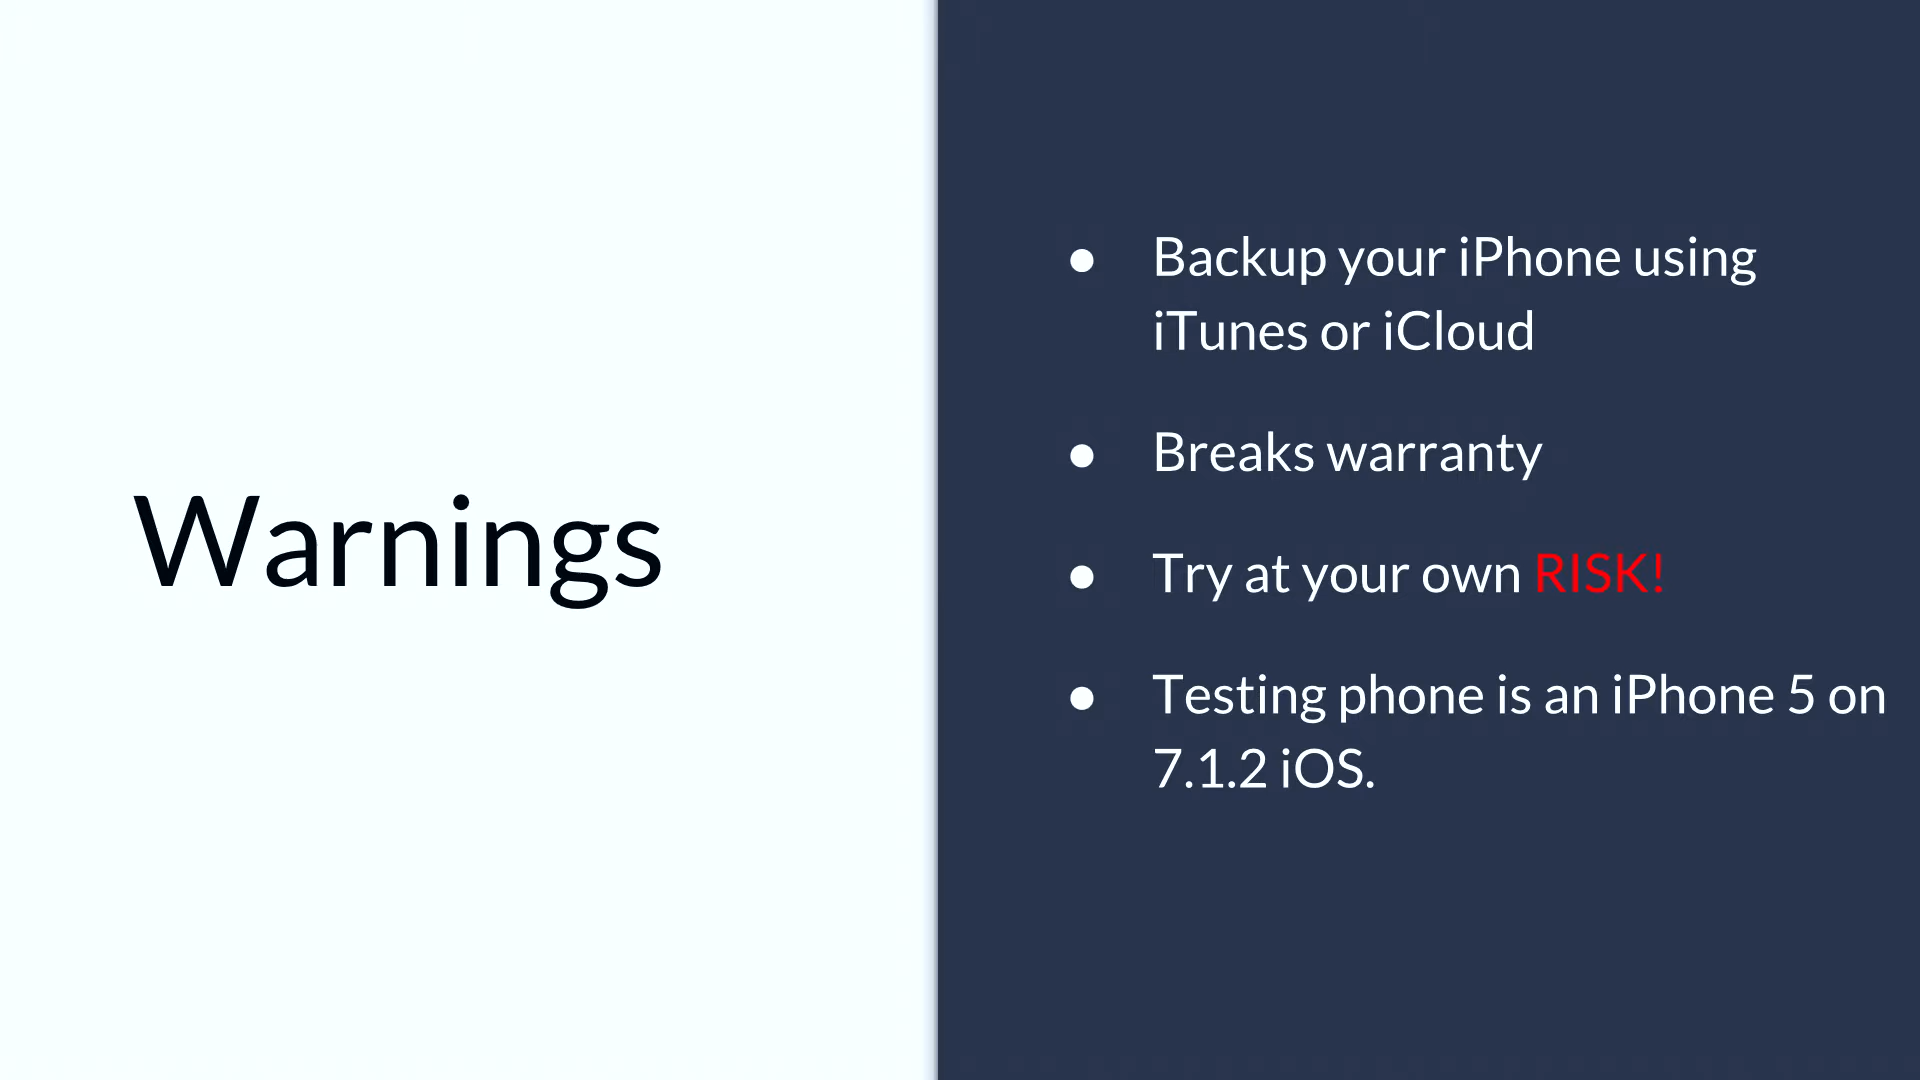 Warnings
● Backup your iPhone using
iTunes or iCloud
● Breaks warranty
● Try at your own RISK!
● Testing phone is an iPhone 5 on
7.1.2 iOS.